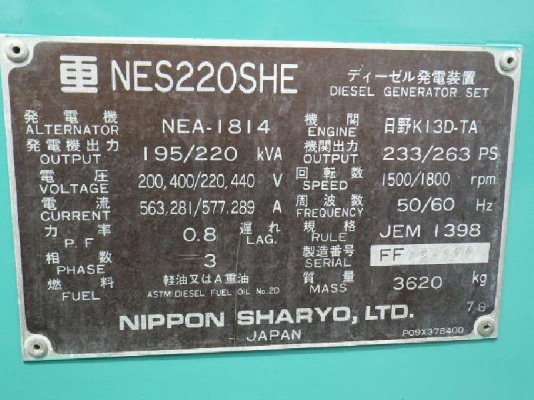 重 NES220SHE ディーゼル発電装置
DIESEL GENERATOR SET
発電機 機関
ALTERNATOR NEA-1814 ENGINE 日野K13D-TA
発電機出力 機関出力
OUTPUT 195/220 kVA OUTPUT 233/263 PS
電圧 回転数
VOLTAGE 200,400/220,440 V SPEED 1500/1800 rpm
電流 周波数
CURRENT 563,281/577,289 A FREQUENCY 50/60 Hz
力率 遅れ 規格
P.F 0.8 LAG. RULE JEM 1398
相数 製造番号
PHASE 3 SERIAL FF
燃料 軽油又はA重油 質量
FUEL ASTM DIESEL FUEL OIL No.2D MASS 3620 kg
NIPPON SHARYO, LTD. 76
JAPAN